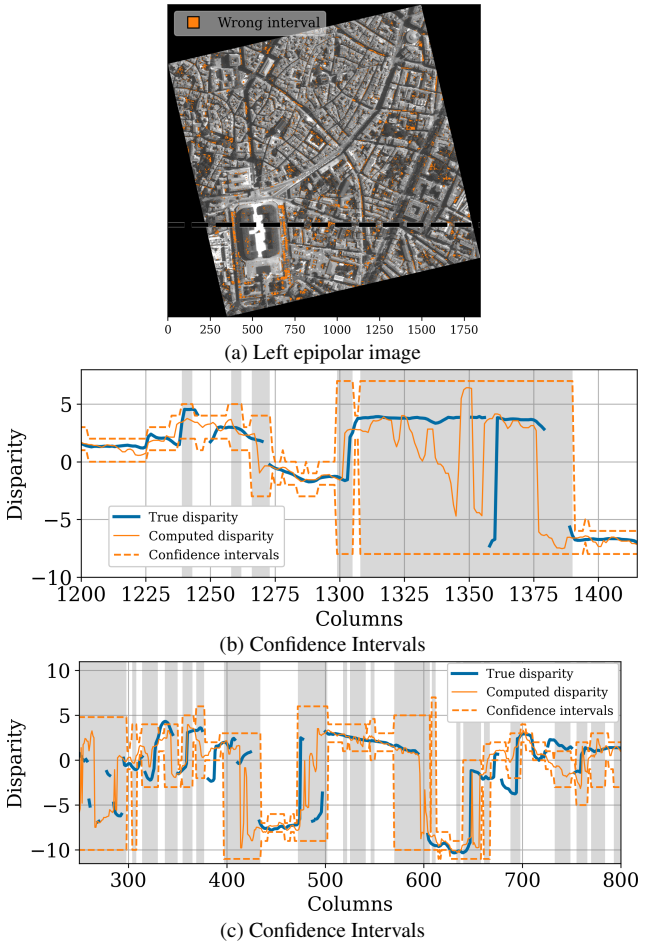 Wrong interval
0 250 500 750 1000 1250 1500 1750
(a) Left epipolar image
5
0
−5
−10
Disparity
True disparity
Computed disparity
Confidence intervals
1200 1225 1250 1275 1300 1325 1350 1375 1400
Columns
(b) Confidence Intervals
10
5
0
−5
−10
Disparity
True disparity
Computed disparity
Confidence intervals
300 400 500 600 700 800
Columns
(c) Confidence Intervals